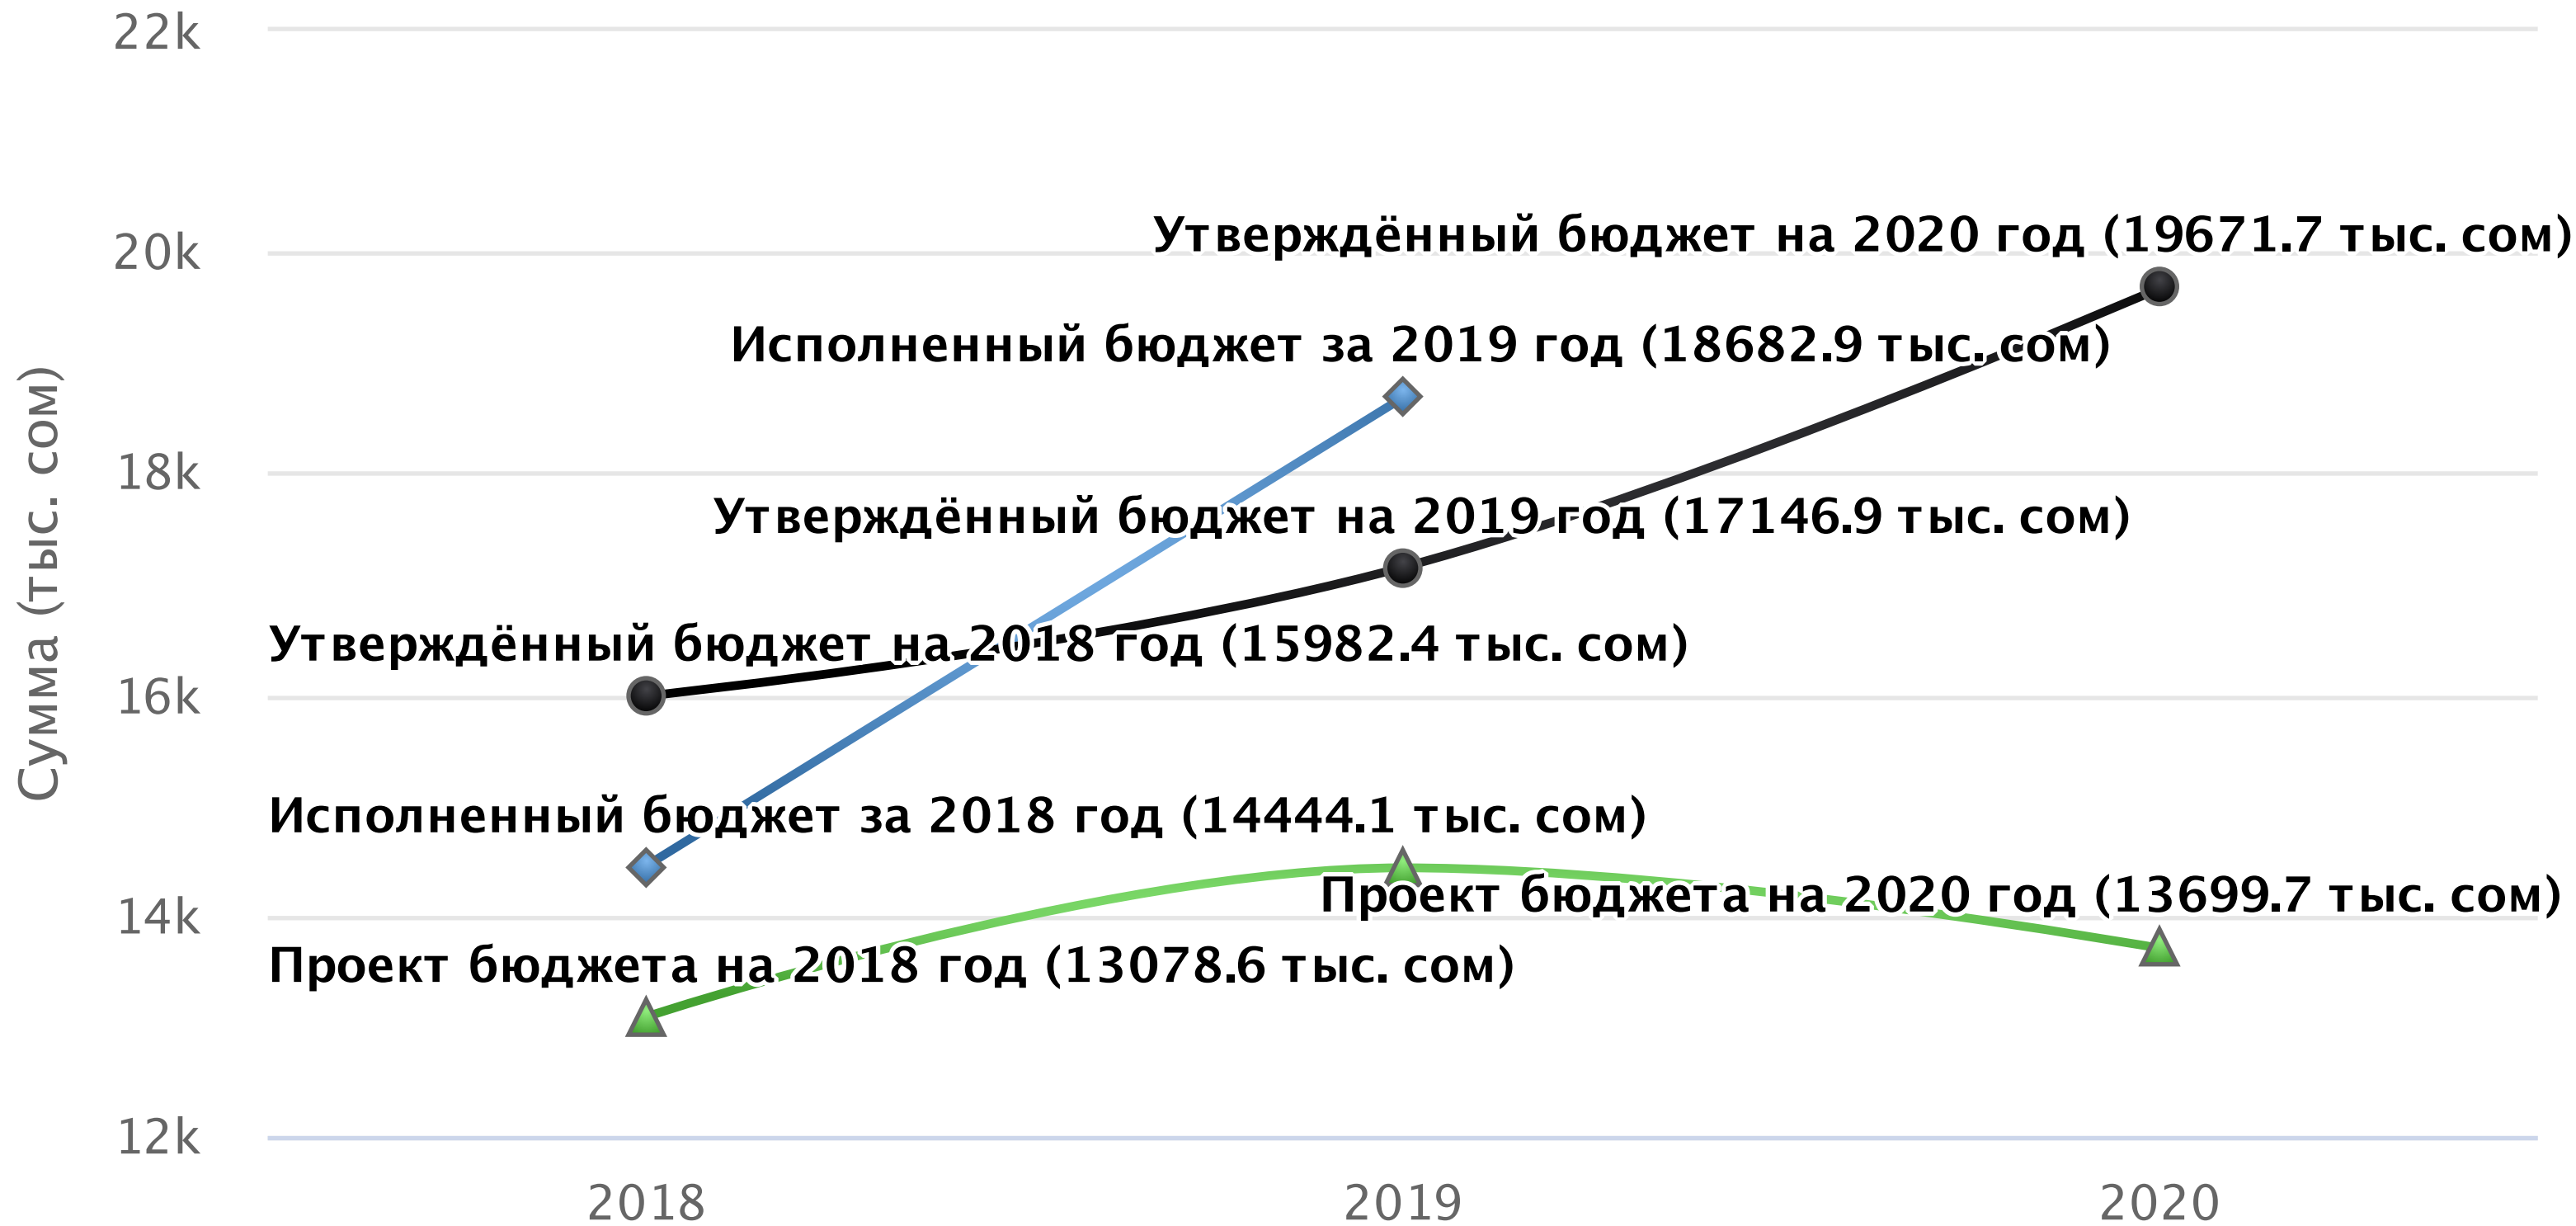 22k
20k
18k
16k
14k
12k
Сумма (тыс. сом)
Утверждённый бюджет на 2020 год (19671.7 тыс. сом)
Исполненный бюджет за 2019 год (18682.9 тыс. сом)
Утверждённый бюджет на 2019 год (17146.9 тыс. сом)
Утверждённый бюджет на 2018 год (15982.4 тыс. сом)
Исполненный бюджет за 2018 год (14444.1 тыс. сом)
Проект бюджета на 2020 год (13699.7 тыс. сом)
Проект бюджета на 2018 год (13078.6 тыс. сом)
2018
2019
2020